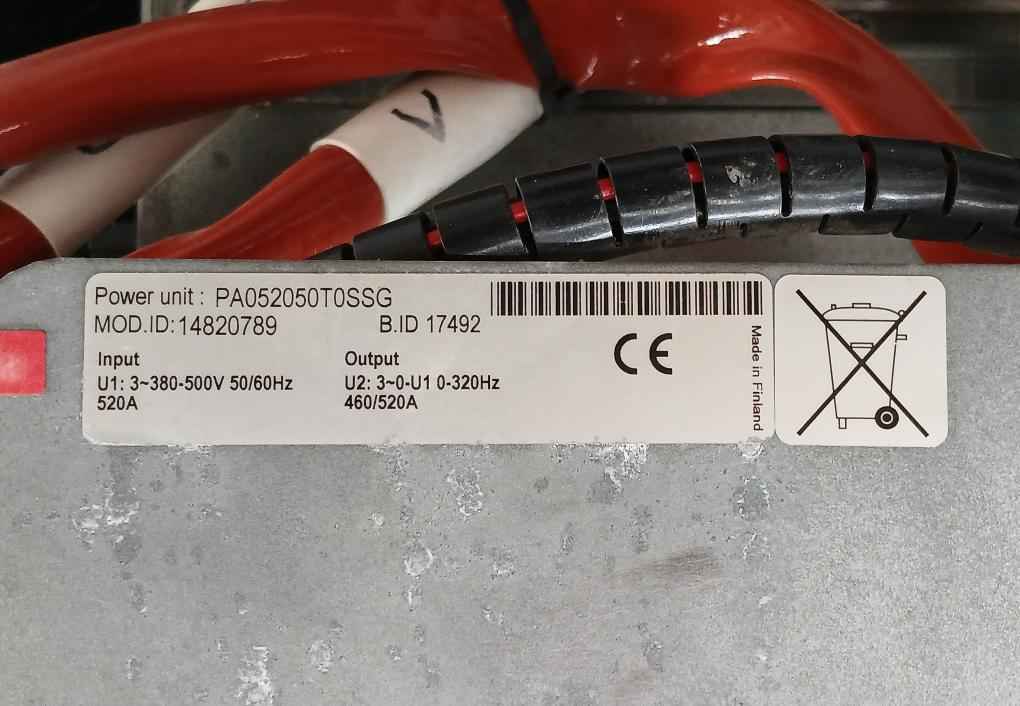 V
Power unit : PA052050T0SSG
MOD.ID:14820789 B.ID 17492
Input
U1: 3~380-500V 50/60Hz
520A
Output
U2: 3~0-U1 0-320Hz
460/520A
CE
Made in Finland